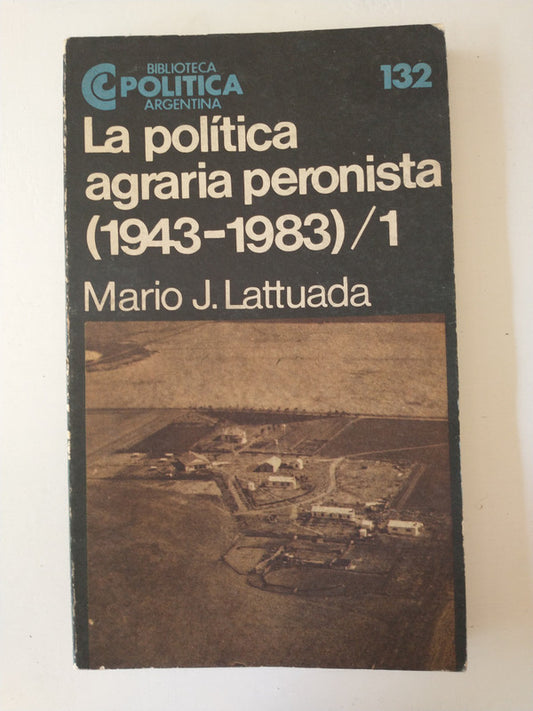 BIBLIOTECA
POLITICA
ARGENTINA
132
La política
agraria peronista
(1943-1983)/1
Mario J. Lattuada